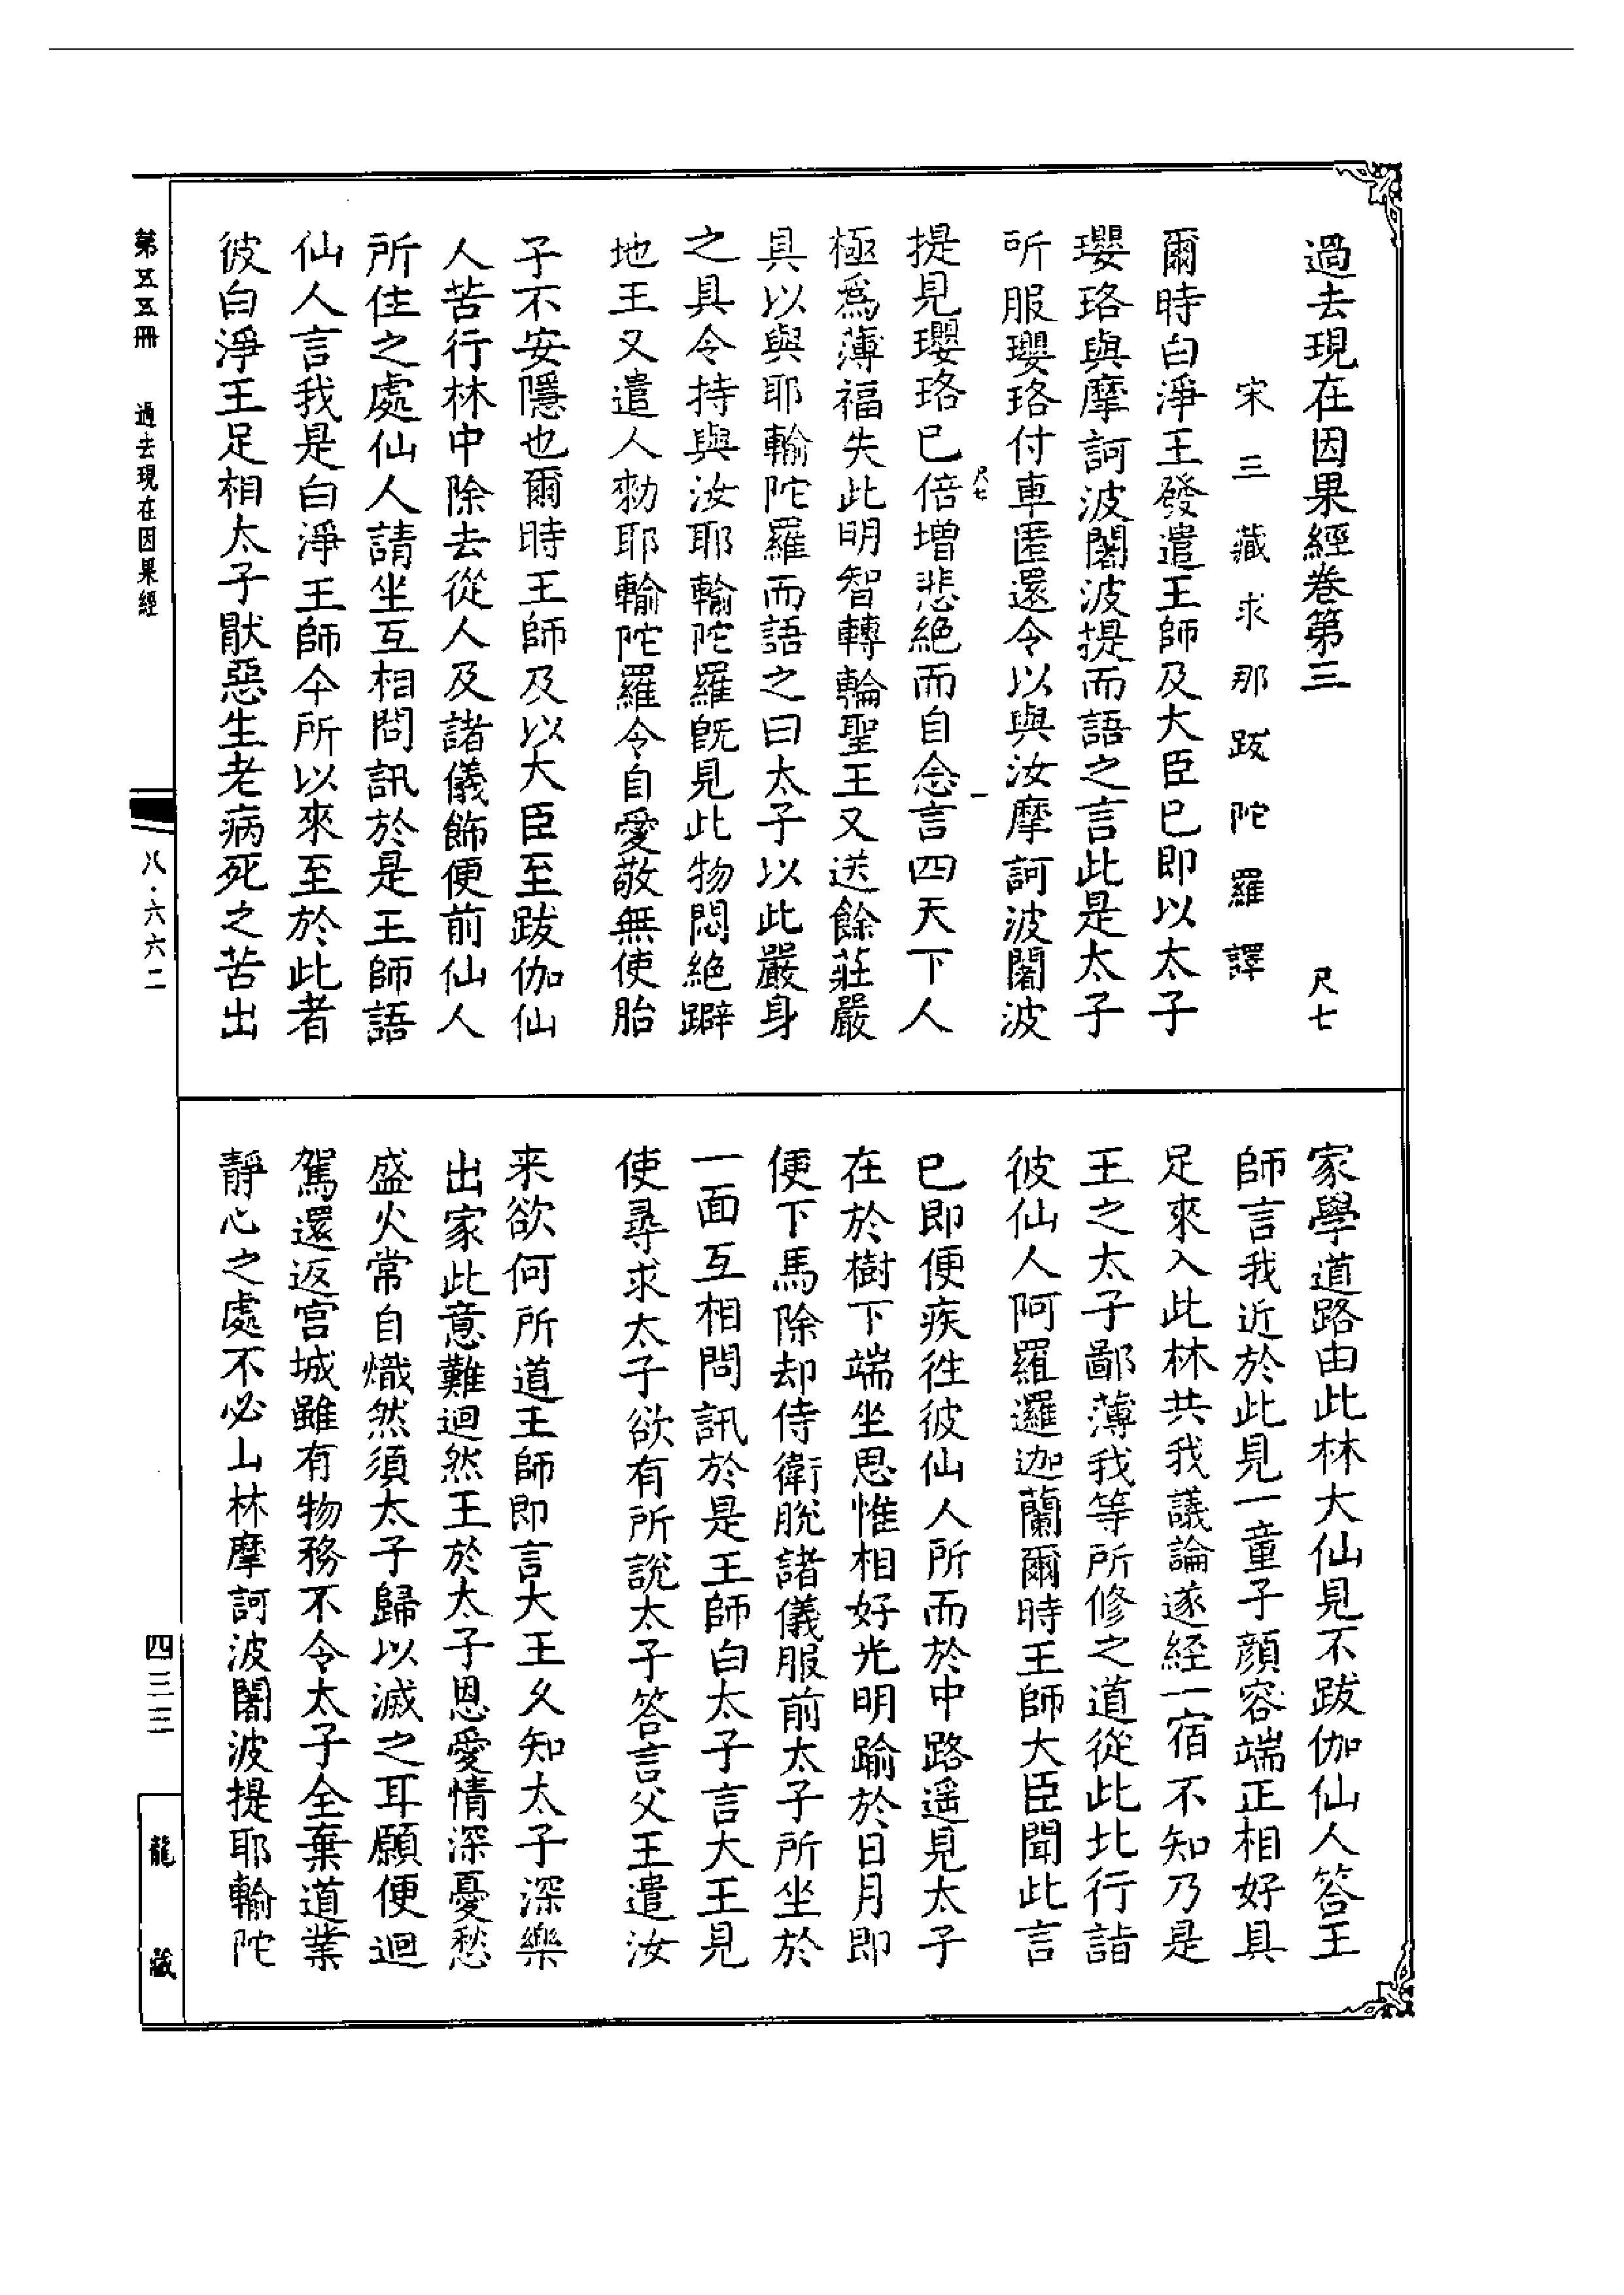 過去現在因果經卷第三 尺七
宋三藏求那跋陀羅譯
爾時白淨王發遣王師及大臣已即以太子
瓔珞與摩訶波闍波提而語之言此是太子
所服瓔珞付車匿還令以與汝摩訶波闍波
尺七 一
提見瓔珞已倍增悲絕而自念言四天下人
極爲薄福失此明智轉輪聖王又送餘莊嚴
具以與耶輸陀羅而語之曰太子以此嚴身
之具令持與汝耶輸陀羅旣見此物悶絕躃
地王又遣人勑耶輸陀羅令自愛敬無使胎
子不安隱也爾時王師及以大臣至跋伽仙
人苦行林中除去從人及諸儀飾便前仙人
所住之處仙人請坐互相問訊於是王師語
仙人言我是白淨王師今所以來至於此者
彼白淨王足相太子猒惡生老病死之苦出
家學道路由此林大仙見不跋伽仙人答王
師言我近於此見一童子顔容端正相好具
足來入此林共我議論遂經一宿不知乃是
王之太子鄙薄我等所修之道從此北行詣
彼仙人阿羅邏迦蘭爾時王師大臣聞此言
已即便疾徃彼仙人所而於中路遥見太子
在於樹下端坐思惟相好光明踰於日月即
便下馬除却侍衛脫諸儀服前太子所坐於
一面互相問訊於是王師白太子言大王見
使尋求太子欲有所說太子答言父王遣汝
来欲何所道王師即言大王久知太子深樂
出家此意難迴然王於太子恩愛情深憂愁
盛火常自熾然須太子歸以滅之耳願便迴
駕還返宮城雖有物務不令太子全棄道業
靜心之處不必山林摩訶波闍波提耶輸陀
第五五冊 過去現在因果經
八·六六二
四三三
龍藏